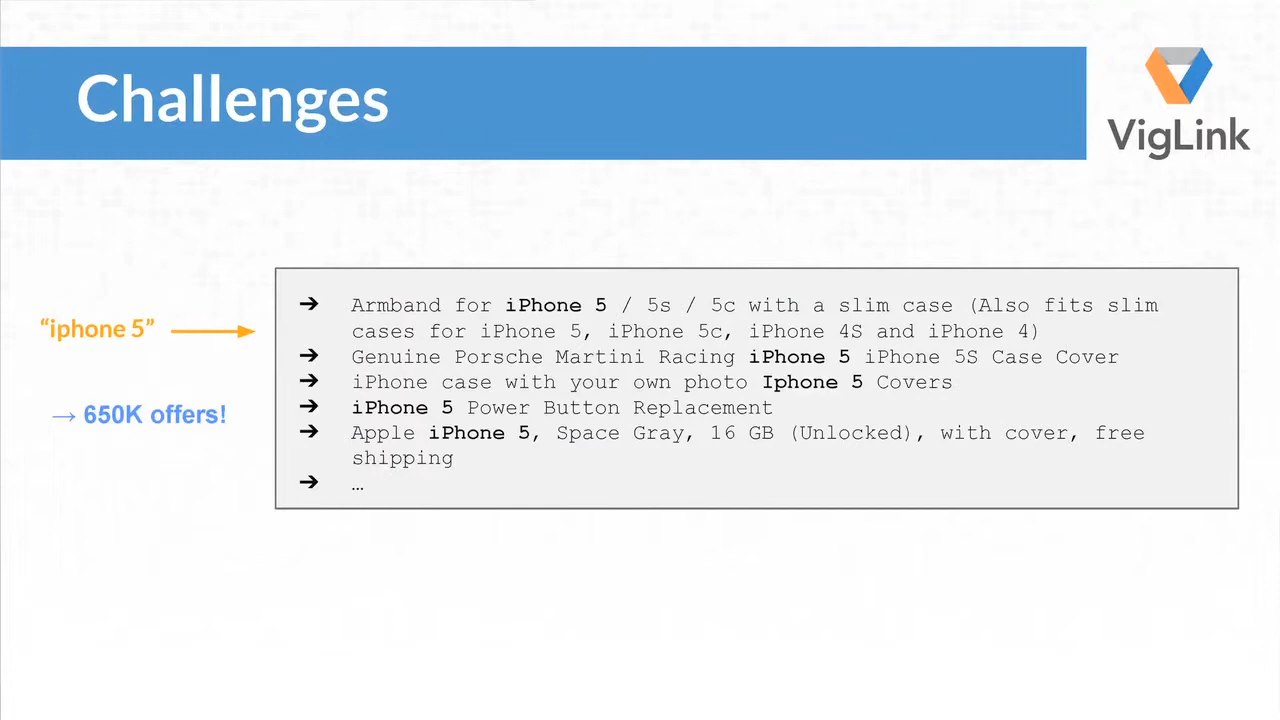 Challenges
VigLink
“iphone 5”
→ 650K offers!
➔ Armband for iPhone 5 / 5s / 5c with a slim case (Also fits slim
cases for iPhone 5, iPhone 5c, iPhone 4S and iPhone 4)
➔ Genuine Porsche Martini Racing iPhone 5 iPhone 5S Case Cover
➔ iPhone case with your own photo Iphone 5 Covers
➔ iPhone 5 Power Button Replacement
➔ Apple iPhone 5, Space Gray, 16 GB (Unlocked), with cover, free
shipping
➔ …